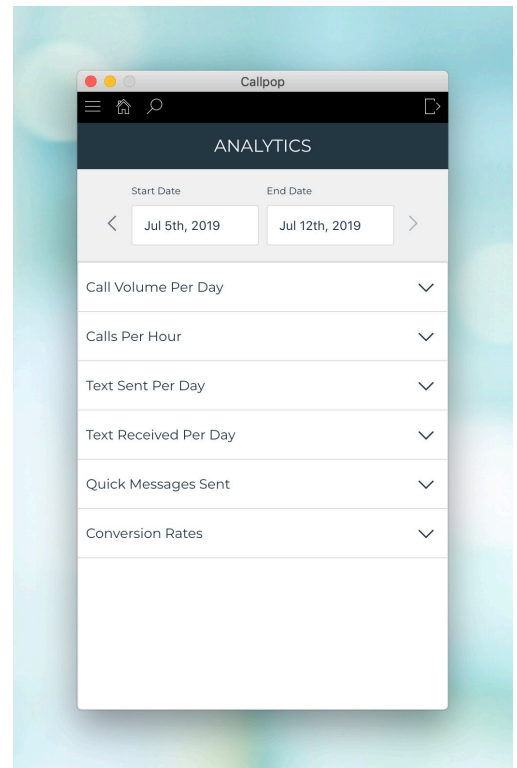 Callpop
ANALYTICS
Start Date End Date
Jul 5th, 2019 Jul 12th, 2019
Call Volume Per Day
Calls Per Hour
Text Sent Per Day
Text Received Per Day
Quick Messages Sent
Conversion Rates